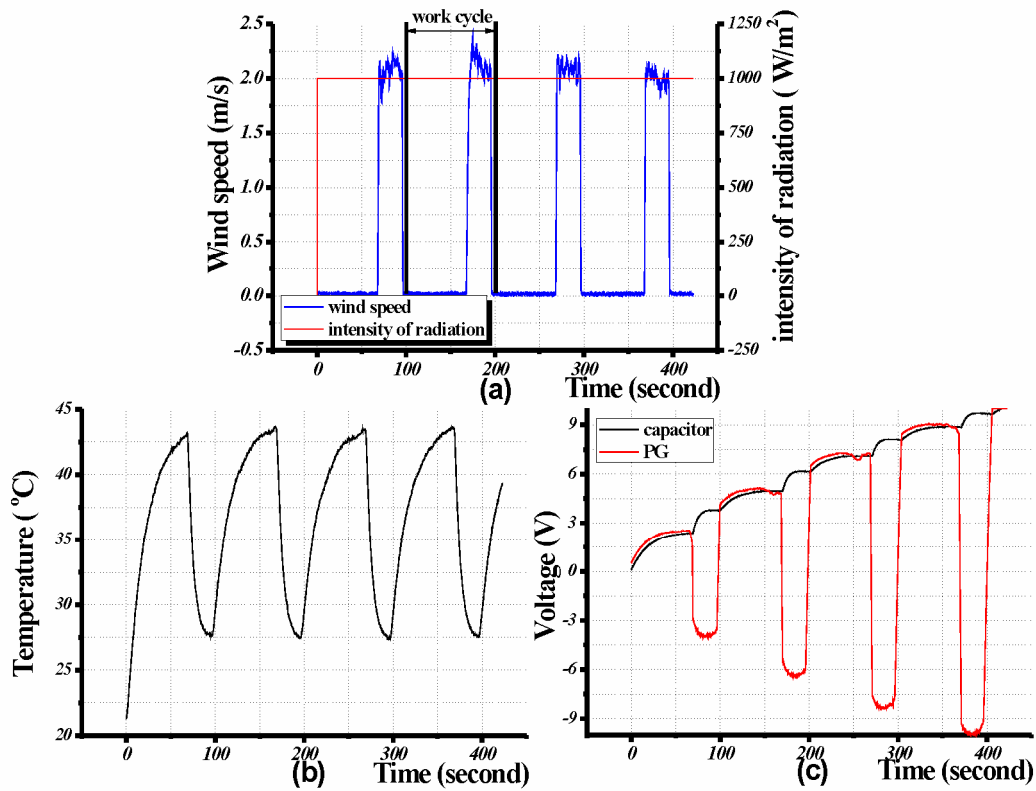 work cycle
2.5
2.0
1.5
1.0
0.5
0.0
-0.5
Wind speed (m/s)
1250
1000
750
500
250
0
-250
intensity of radiation ( W/m²)
wind speed
intensity of radiation
0 100 200 300 400
(a)
Time (second)
45
40
35
30
25
20
Temperature ( °C)
0 100 200 300 400
(b)
Time (second)
9
6
3
0
-3
-6
-9
Voltage (V)
capacitor
PG
0 100 200 300 400
(c)
Time (second)